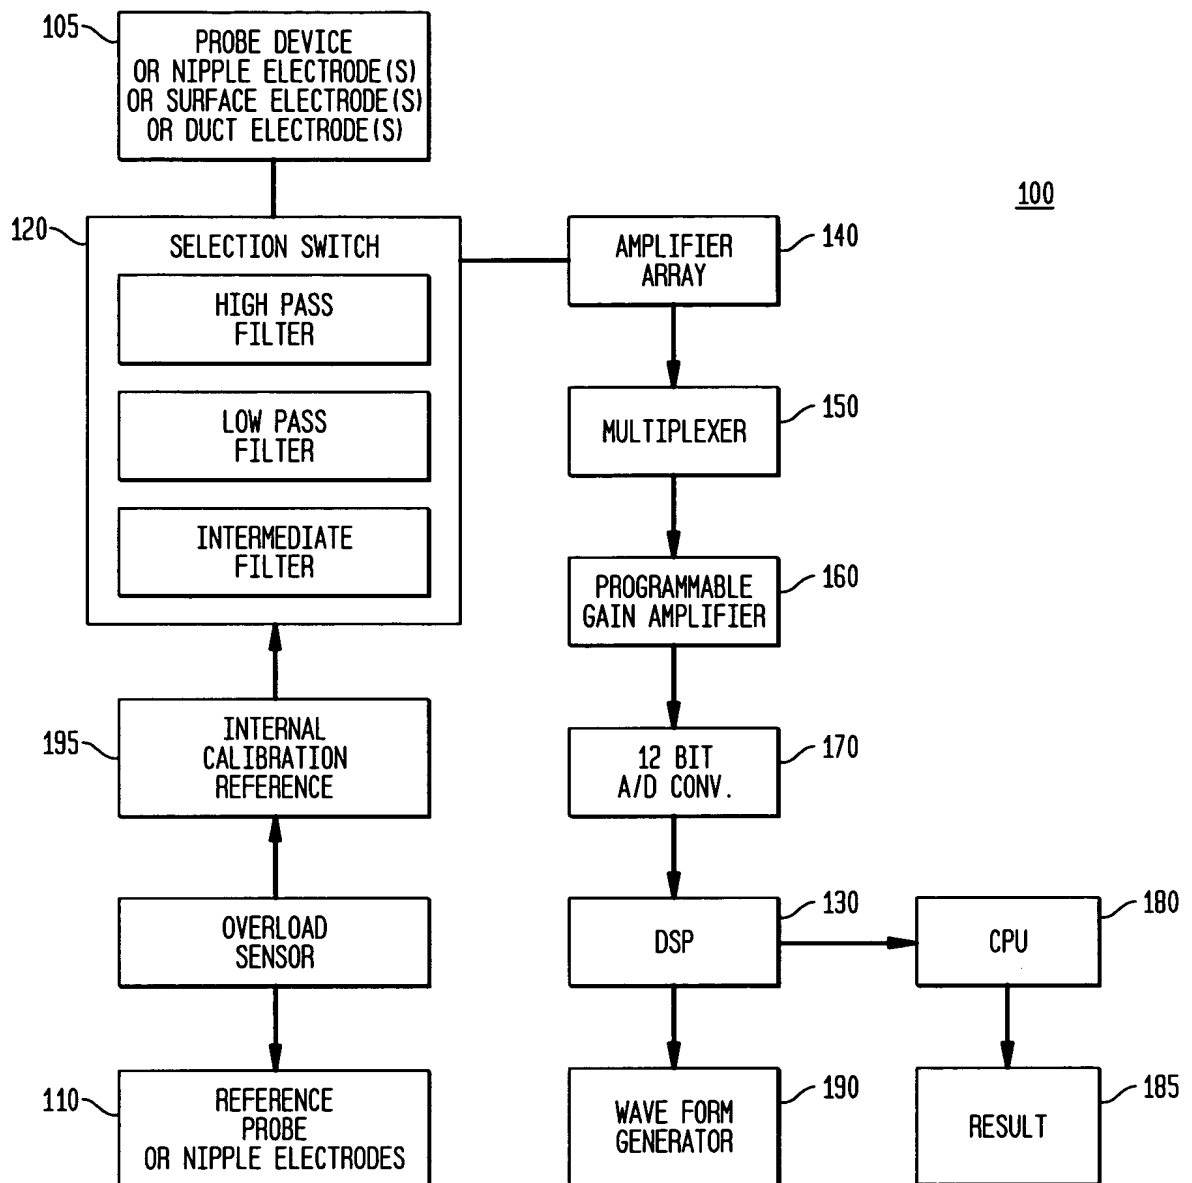 105
PROBE DEVICE
OR NIPPLE ELECTRODE(S)
OR SURFACE ELECTRODE(S)
OR DUCT ELECTRODE(S)
100
120
SELECTION SWITCH
HIGH PASS
FILTER
LOW PASS
FILTER
INTERMEDIATE
FILTER
AMPLIFIER
ARRAY
140
MULTIPLEXER
150
PROGRAMMABLE
GAIN AMPLIFIER
160
195
INTERNAL
CALIBRATION
REFERENCE
12 BIT
A/D CONV.
170
OVERLOAD
SENSOR
DSP
130
CPU
180
110
REFERENCE
PROBE
OR NIPPLE ELECTRODES
WAVE FORM
GENERATOR
190
RESULT
185